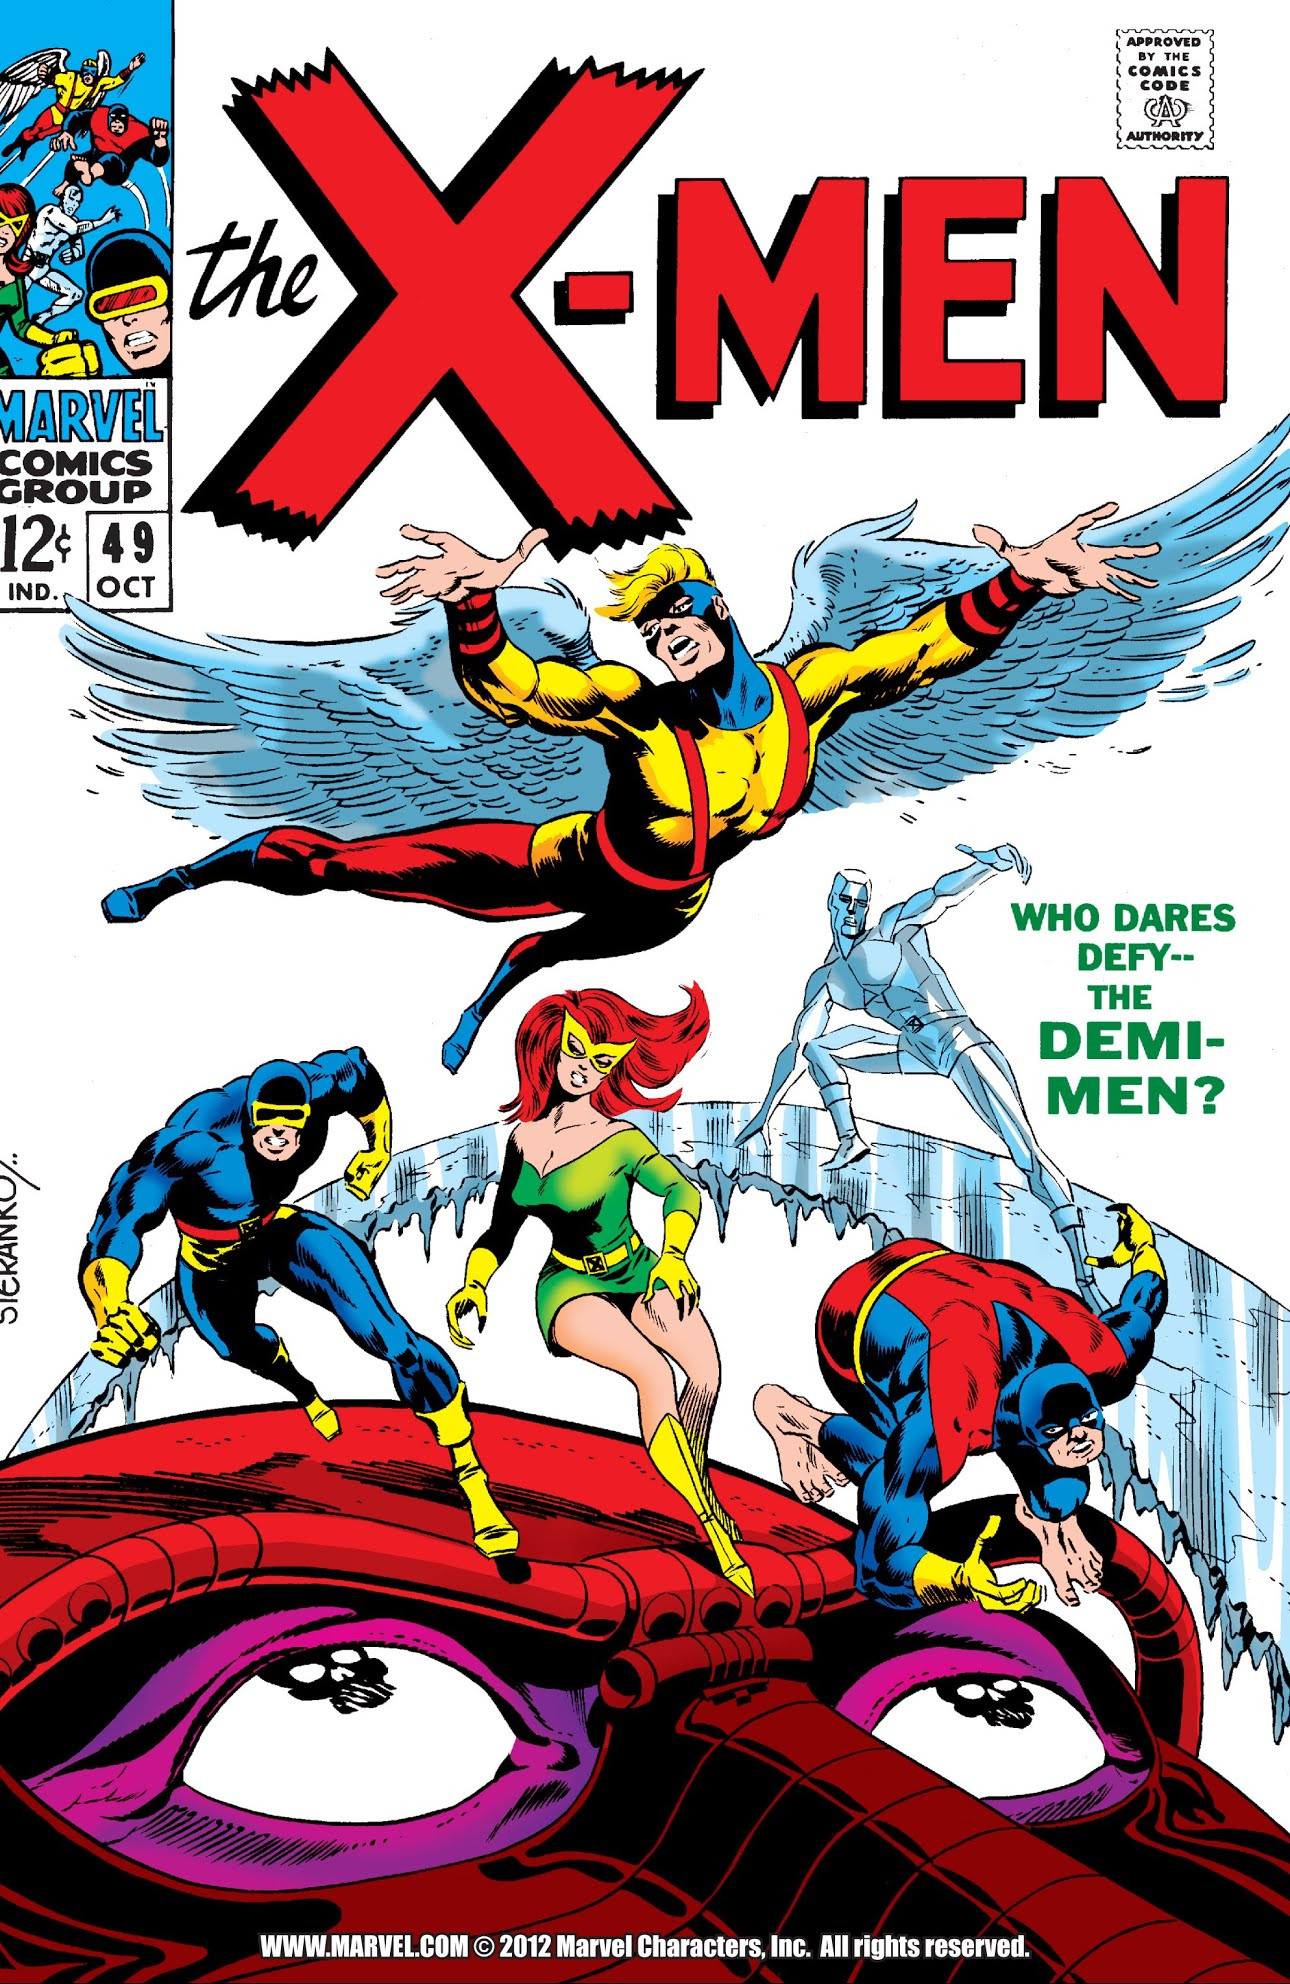 APPROVED
BY THE
COMICS
CODE
CA
AUTHORITY
the X-MEN
MARVEL
COMICS
GROUP
12¢
IND.
49
OCT
WHO DARES
DEFY--
THE
DEMI-
MEN?
STERANKO
WWW.MARVEL.COM © 2012 Marvel Characters, Inc. All rights reserved.